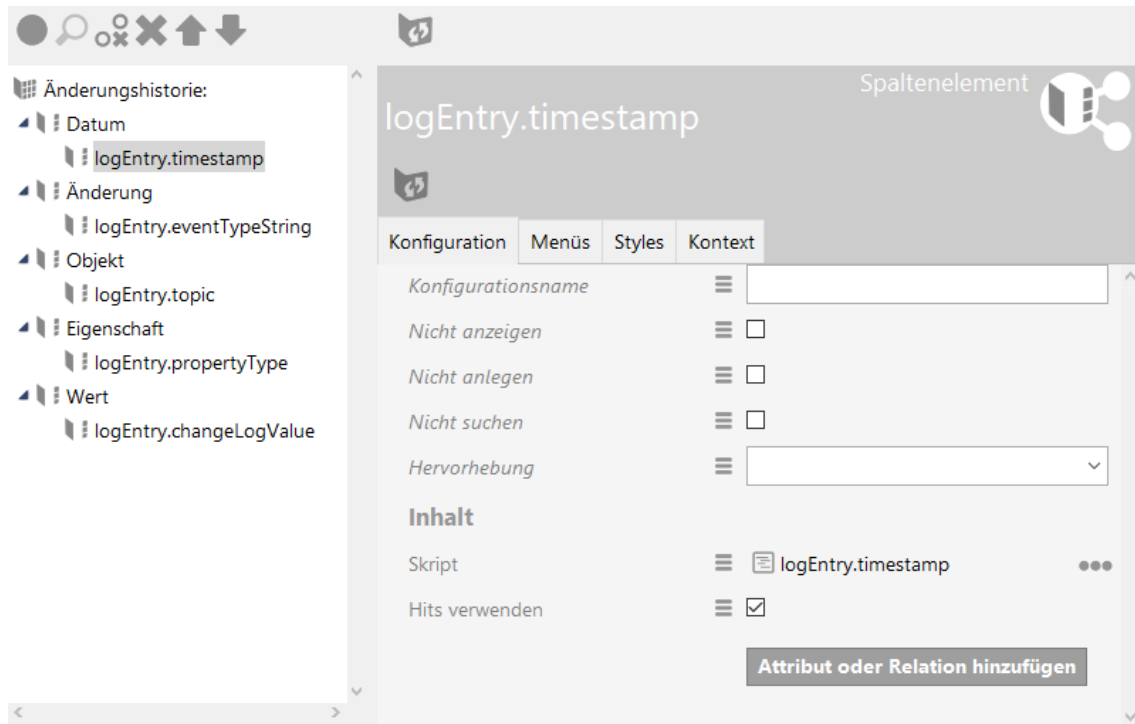 Änderungshistorie:
Datum
logEntry.timestamp
Änderung
logEntry.eventTypeString
Objekt
logEntry.topic
Eigenschaft
logEntry.propertyType
Wert
logEntry.changeLogValue
Spaltenelement
logEntry.timestamp
Konfiguration Menüs Styles Kontext
Konfigurationsname
Nicht anzeigen
Nicht anlegen
Nicht suchen
Hervorhebung
Inhalt
Skript logEntry.timestamp
Hits verwenden
Attribut oder Relation hinzufügen